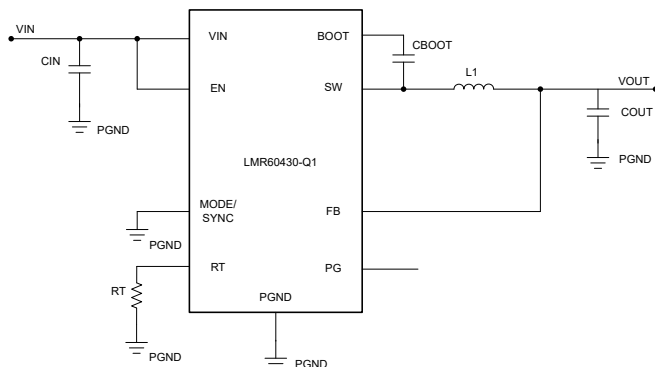 VIN
VIN
BOOT
CBOOT
CIN
L1
EN
SW
VOUT
COUT
PGND
PGND
LMR60430-Q1
MODE/
SYNC
FB
PGND
RT
PG
RT
PGND
PGND
PGND